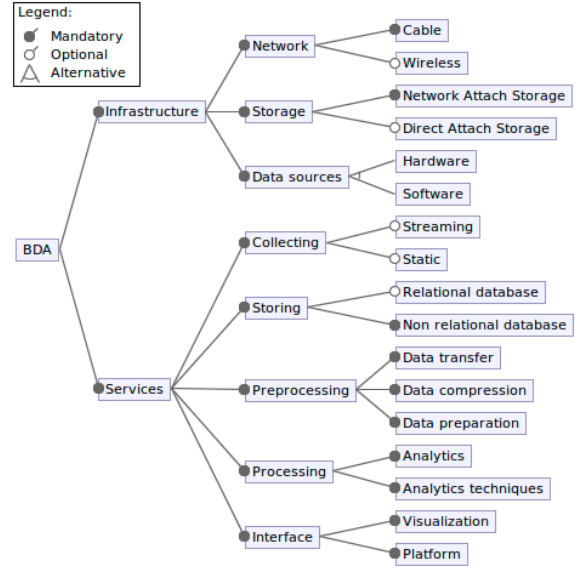 Legend:
Mandatory
Optional
Alternative
BDA
Infrastructure
Network
Cable
Wireless
Storage
Network Attach Storage
Direct Attach Storage
Data sources
Hardware
Software
Services
Collecting
Streaming
Static
Storing
Relational database
Non relational database
Preprocessing
Data transfer
Data compression
Data preparation
Processing
Analytics
Analytics techniques
Interface
Visualization
Platform